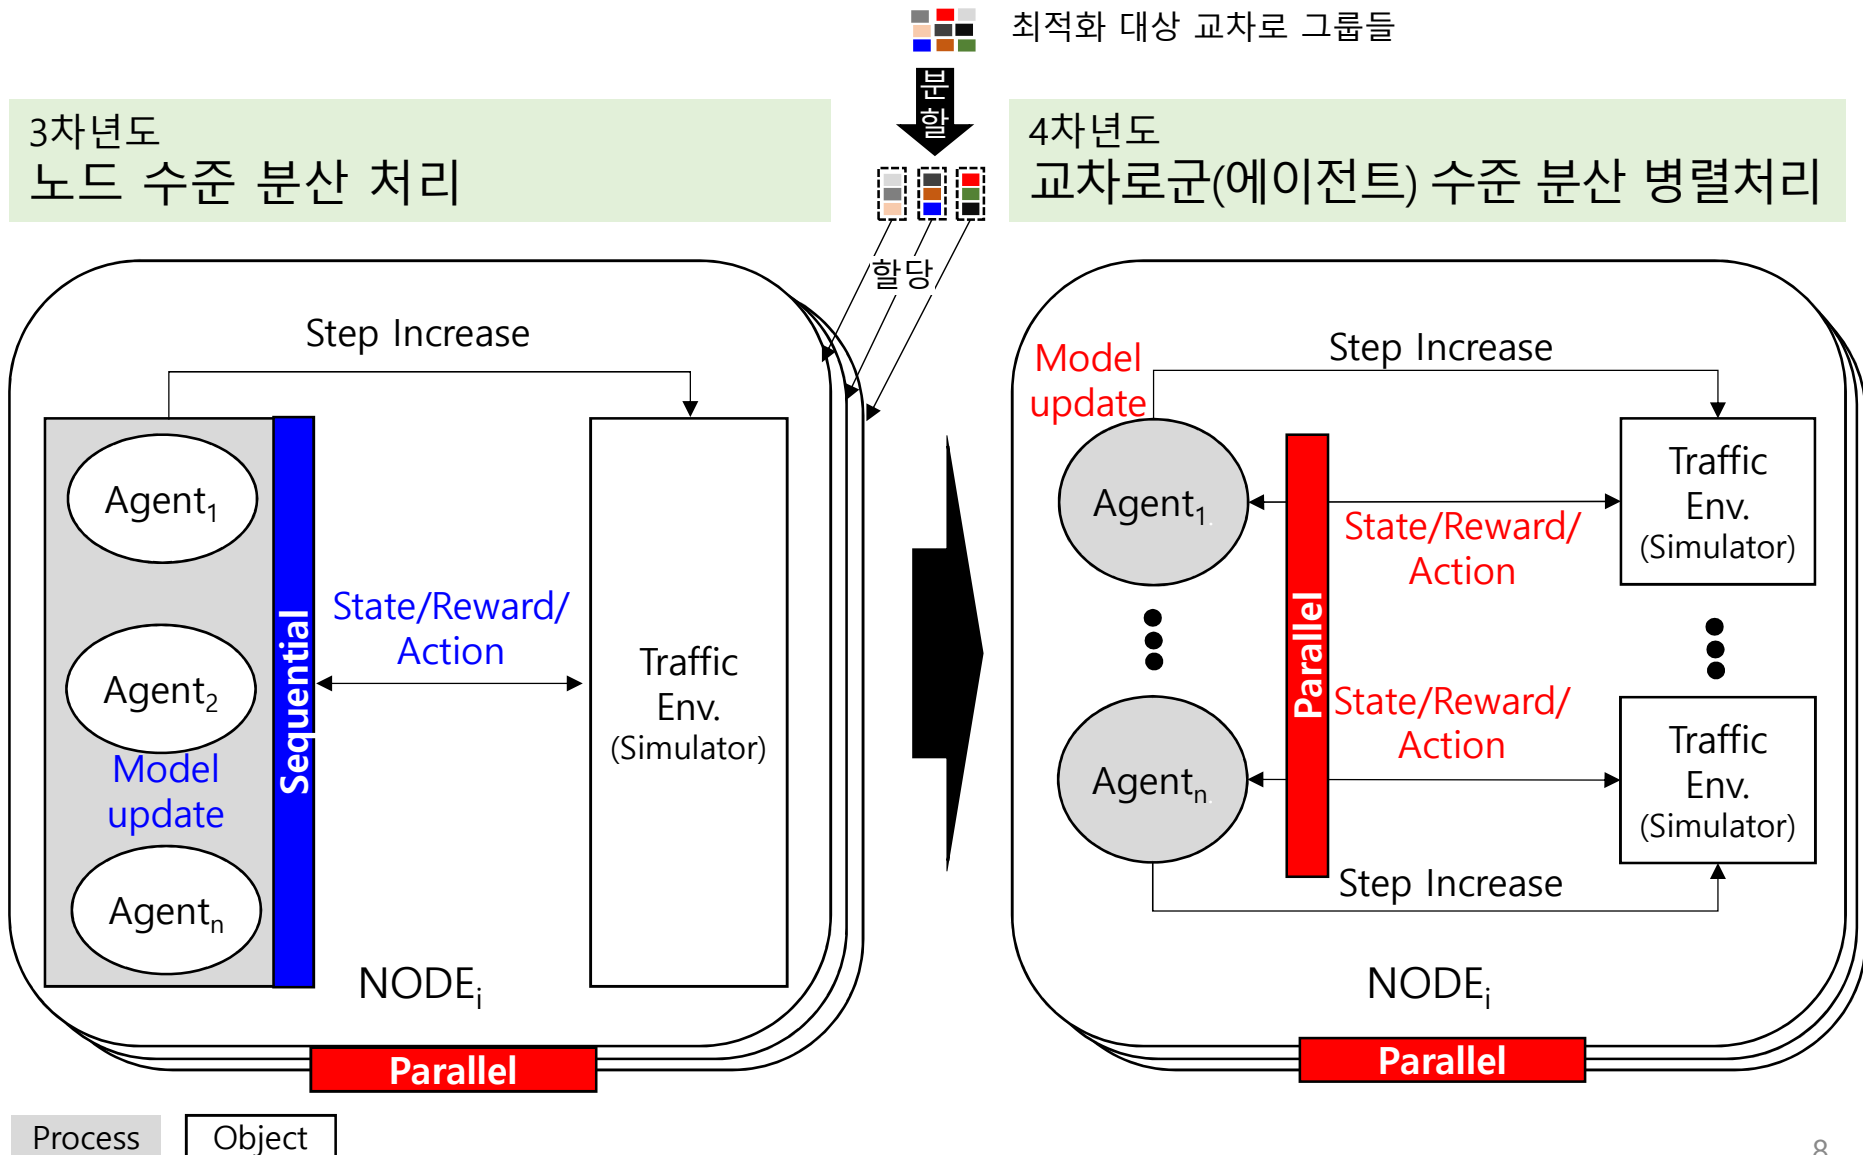 최적화 대상 교차로 그룹들
분
할
3차년도
노드 수준 분산 처리
4차년도
교차로군(에이전트) 수준 분산 병렬처리
할당
Step Increase
Agent1
Agent2
Model
update
Agentn
Sequential
State/Reward/
Action
Traffic
Env.
(Simulator)
NODEi
Parallel
Model
update
Step Increase
Agent1
Parallel
State/Reward/
Action
Traffic
Env.
(Simulator)
State/Reward/
Action
Agentn
Traffic
Env.
(Simulator)
Step Increase
NODEi
Parallel
Process
Object
8